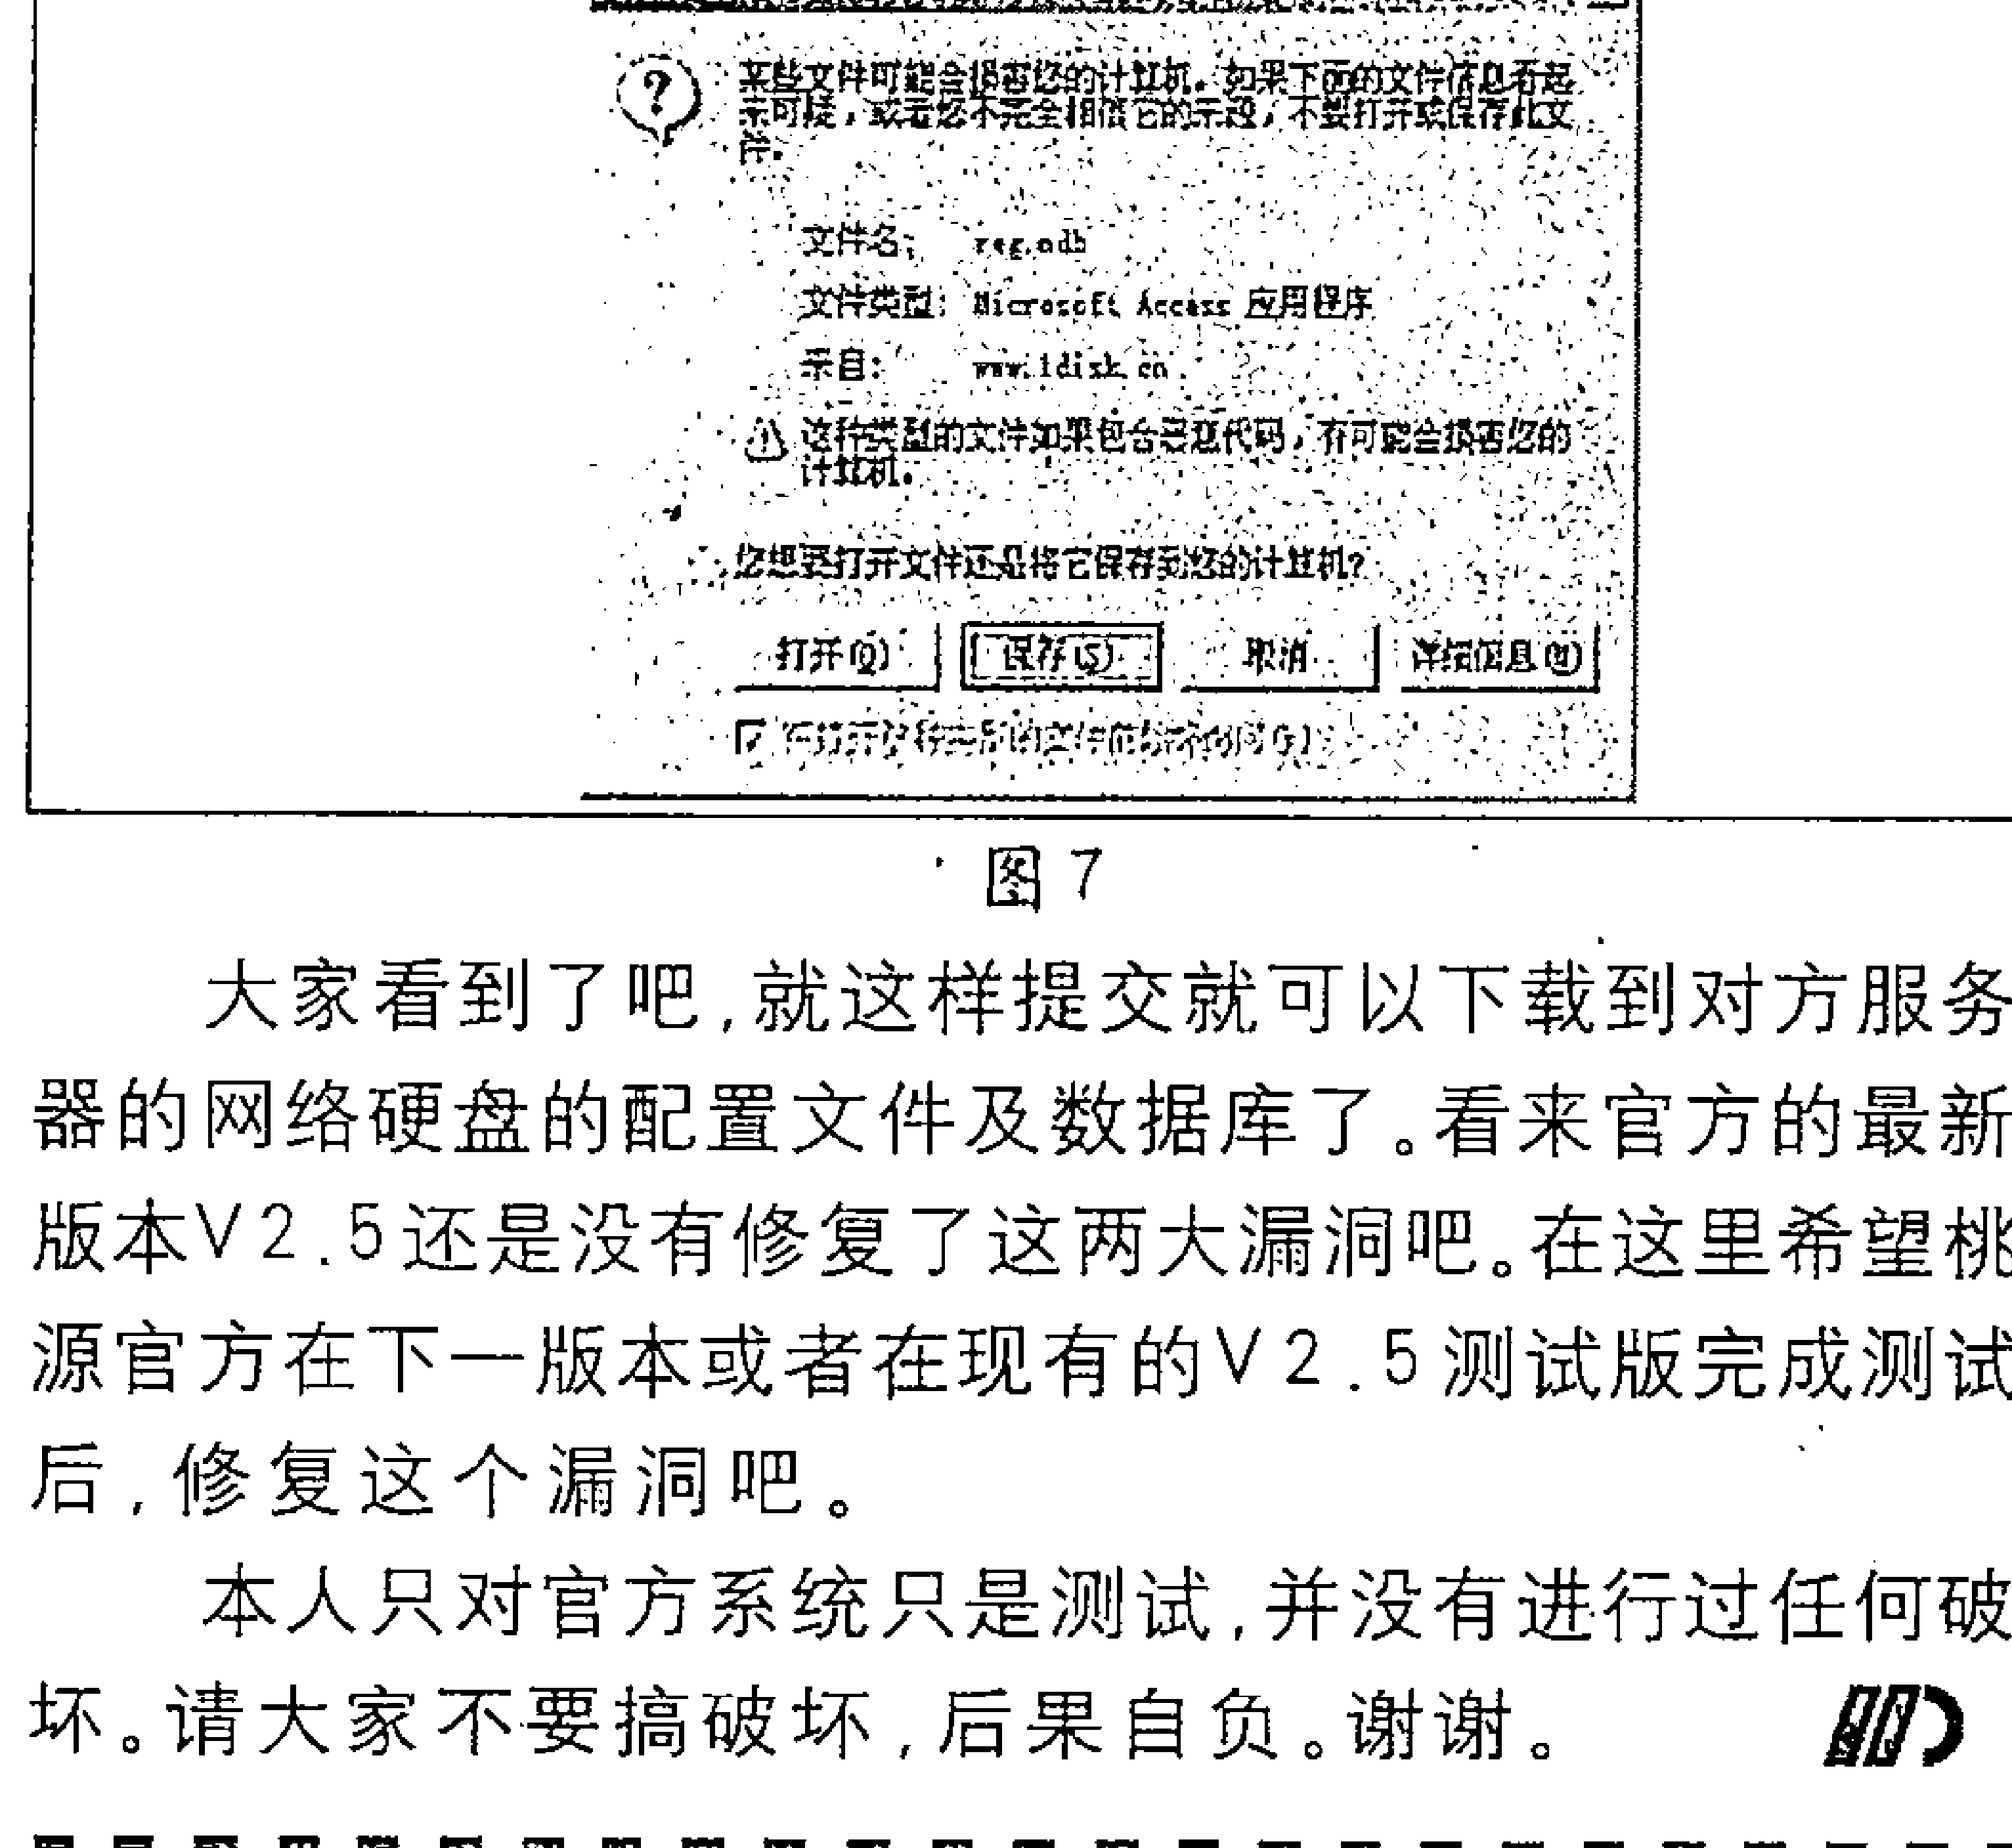 某些文件可能会损害您的计算机。如果下面的文件信息看起
来可疑，或者您不完全相信它的来源，不要打开或保存此文
件。
文件名：
文件类型：Microsoft Access 应用程序
来自：www.idisk.cn
这种类型的文件如果包含恶意代码，有可能会损害您的
计算机。
您想要打开文件还是将它保存到您的计算机?
打开(O) 保存(S) 取消 详细信息(M)
图7
大家看到了吧,就这样提交就可以下载到对方服务
器的网络硬盘的配置文件及数据库了。看来官方的最新
版本V2.5还是没有修复了这两大漏洞吧。在这里希望桃
源官方在下一版本或者在现有的V2.5测试版完成测试
后,修复这个漏洞吧。
本人只对官方系统只是测试,并没有进行过任何破
坏。请大家不要搞破坏,后果自负。谢谢。